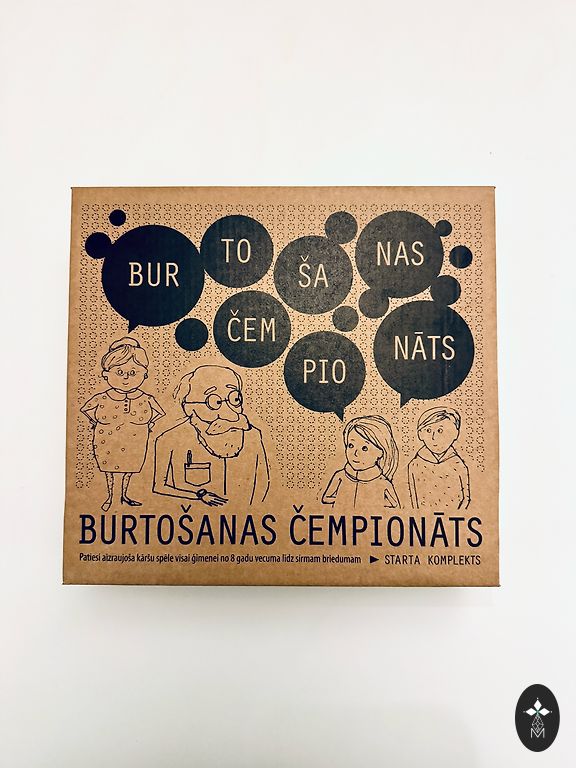 BUR
TO
ŠA
NAS
ČEM
PIO
NĀTS
BURTOŠANAS ČEMPIONĀTS
Patiesi aizraujoša kāršu spēle visai ģimenei no 8 gadu vecuma līdz sirmam briedumam ► STARTA KOMPLEKTS